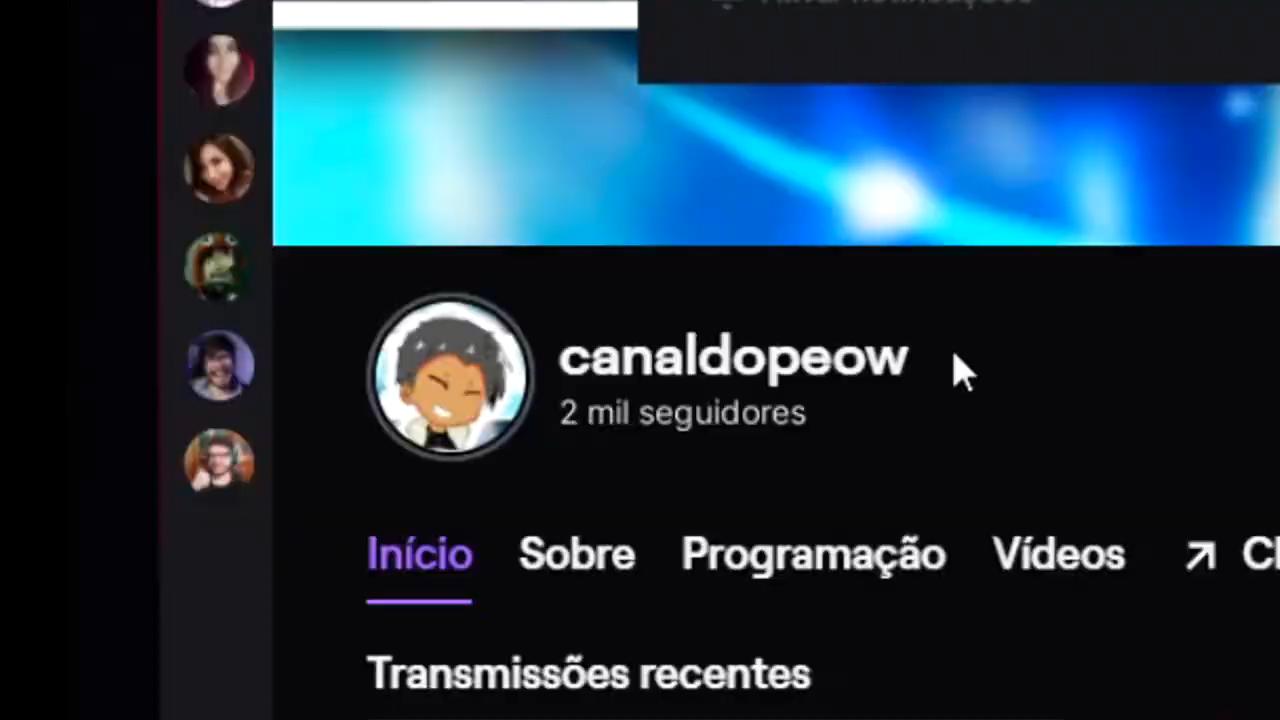 canaldopeow
2 mil seguidores
Início Sobre Programação Vídeos
Transmissões recentes